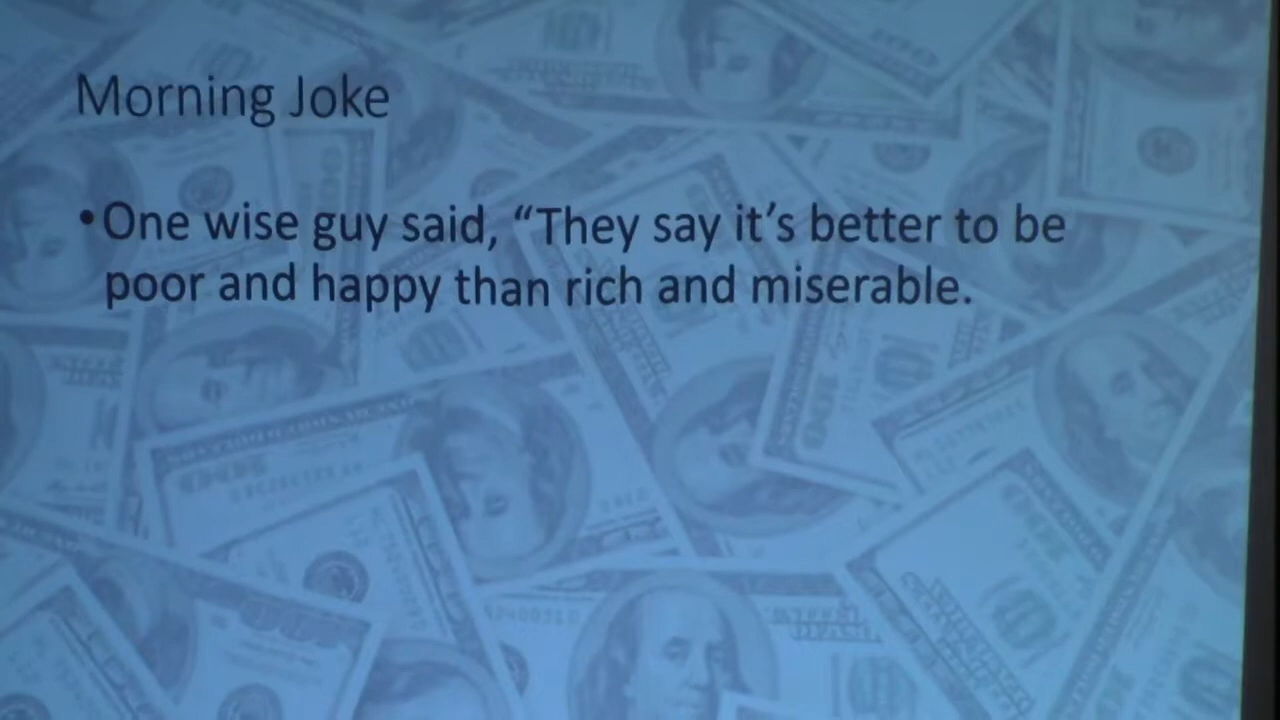 Morning Joke
•One wise guy said, “They say it’s better to be
poor and happy than rich and miserable.